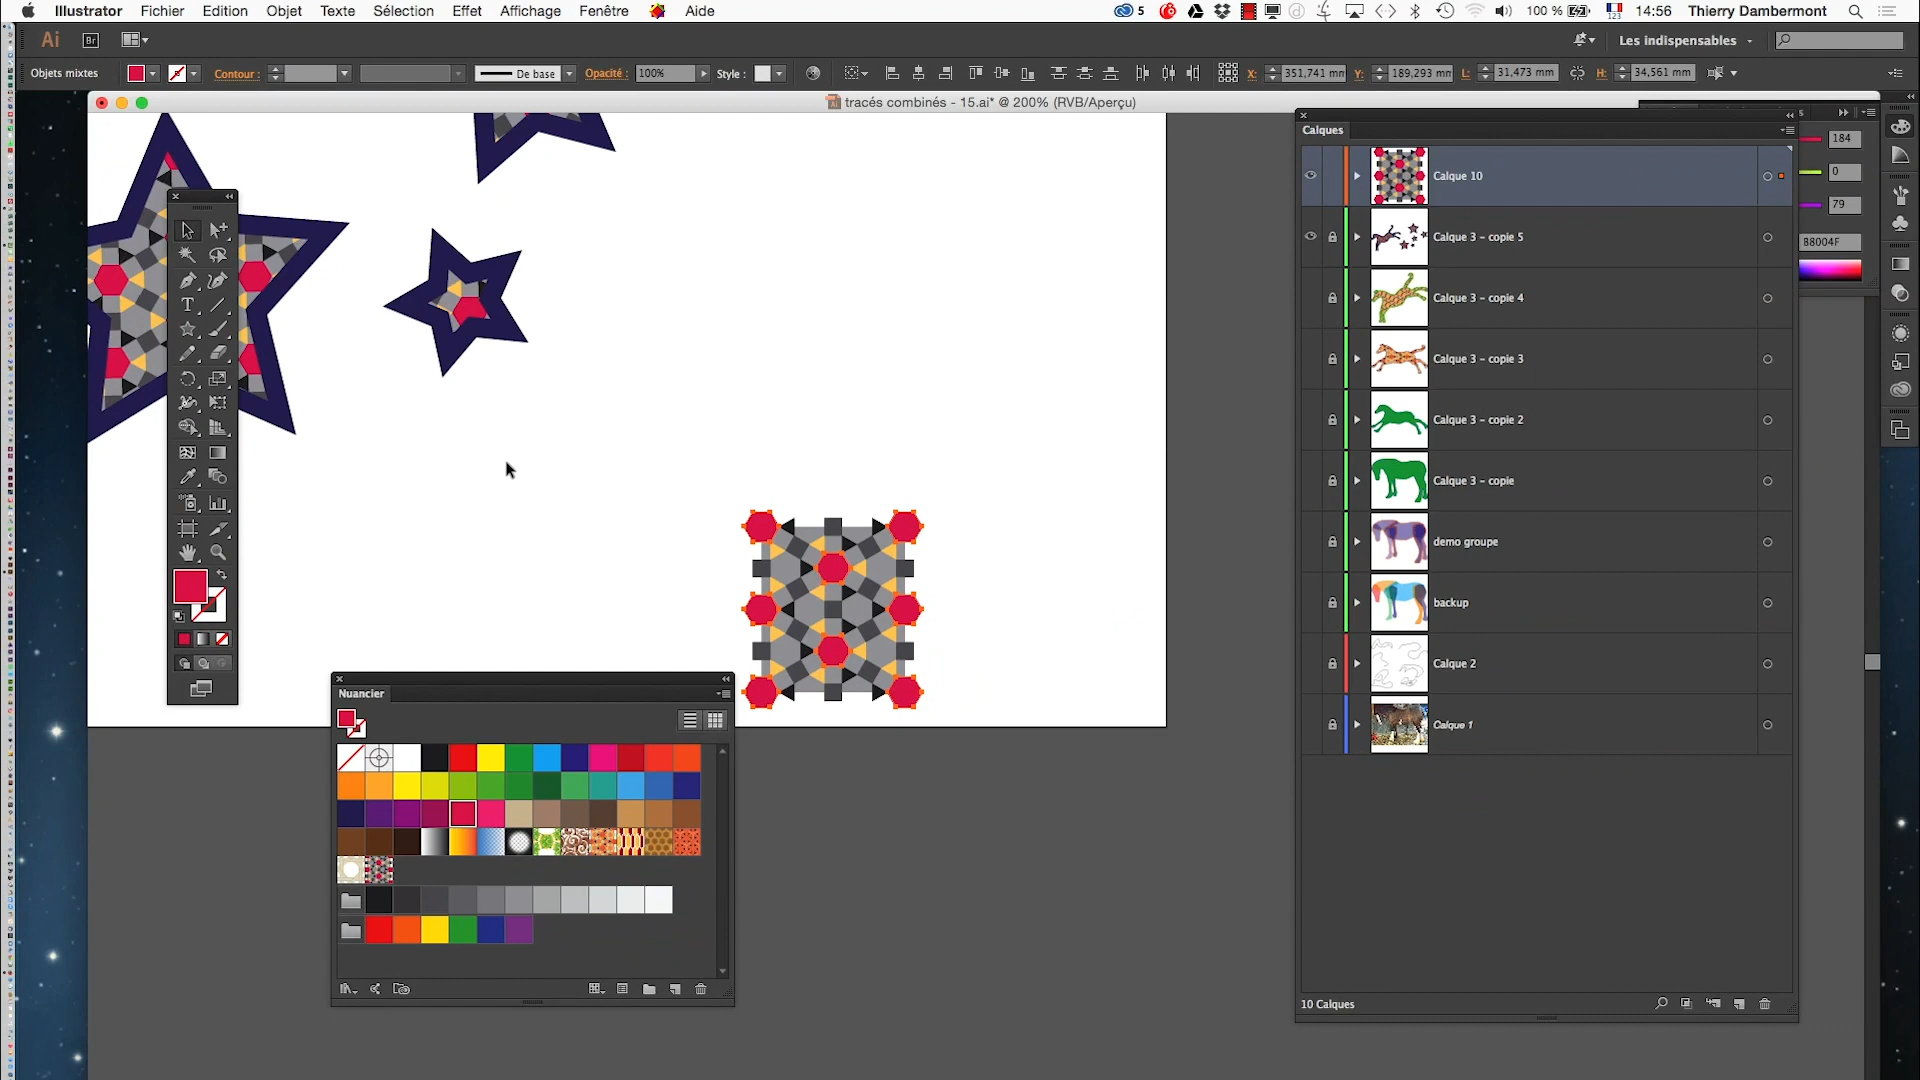 Illustrator Fichier Edition Objet Texte Sélection Effet Affichage Fenêtre Aide
5 100 % 14:56 Thierry Dambermont
Ai Br Les indispensables
Objets mixtes Contour : De base Opacité : 100% Style : X: 351,741 mm Y: 189,293 mm L: 31,473 mm H: 34,561 mm
tracés combinés - 15.ai* @ 200% (RVB/Aperçu)
Calques
184
Calque 10
0
79
Calque 3 - copie 5
88004F
Calque 3 - copie 4
Calque 3 - copie 3
Calque 3 - copie 2
Calque 3 - copie
demo groupe
backup
Calque 2
Calque 1
Nuancier
10 Calques